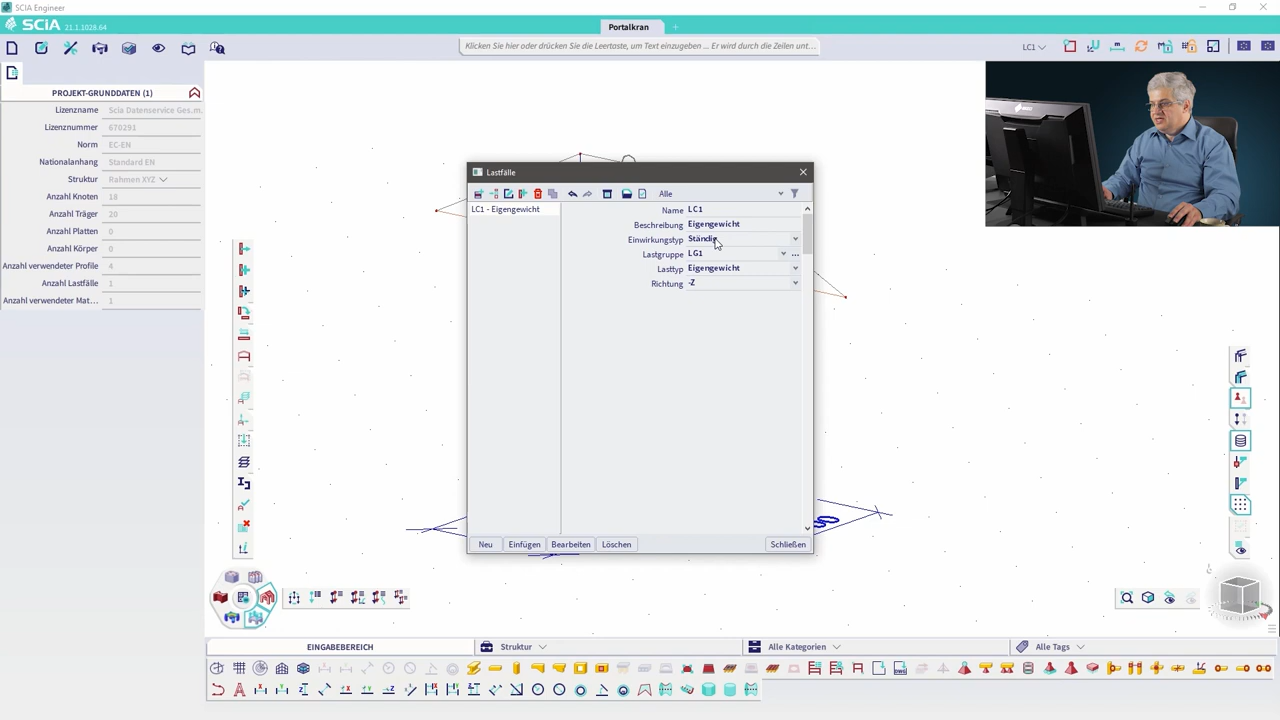 SCIA Engineer
SCIA 21.1.1028.64
Portalkran
Klicken Sie hier oder drücken Sie die Leertaste, um Text einzugeben ... Er wird durch die Zeilen unt...
LC1
PROJEKT-GRUNDDATEN (1)
Lizenzname Scia Datenservice Ges.m.
Lizenznummer 670291
Norm EC-EN
Nationalanhang Standard EN
Struktur Rahmen XYZ
Anzahl Knoten 18
Anzahl Träger 20
Anzahl Platten 0
Anzahl Körper 0
Anzahl verwendeter Profile 4
Anzahl Lastfälle 1
Anzahl verwendeter Mat... 1
Lastfälle
Alle
LC1 - Eigengewicht
Name LC1
Beschreibung Eigengewicht
Einwirkungstyp Ständig
Lastgruppe LG1
Lasttyp Eigengewicht
Richtung -Z
Neu Einfügen Bearbeiten Löschen Schließen
EINGABEBEREICH Struktur Alle Kategorien Alle Tags